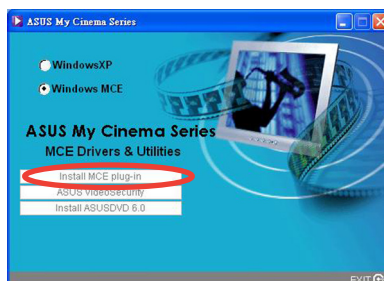 ASUS My Cinema Series
WindowsXP
Windows MCE
ASUS My Cinema Series
MCE Drivers & Utilities
Install MCE plug-in
ASUS VideoSecurity
Install ASUSDVD 6.0
EXIT